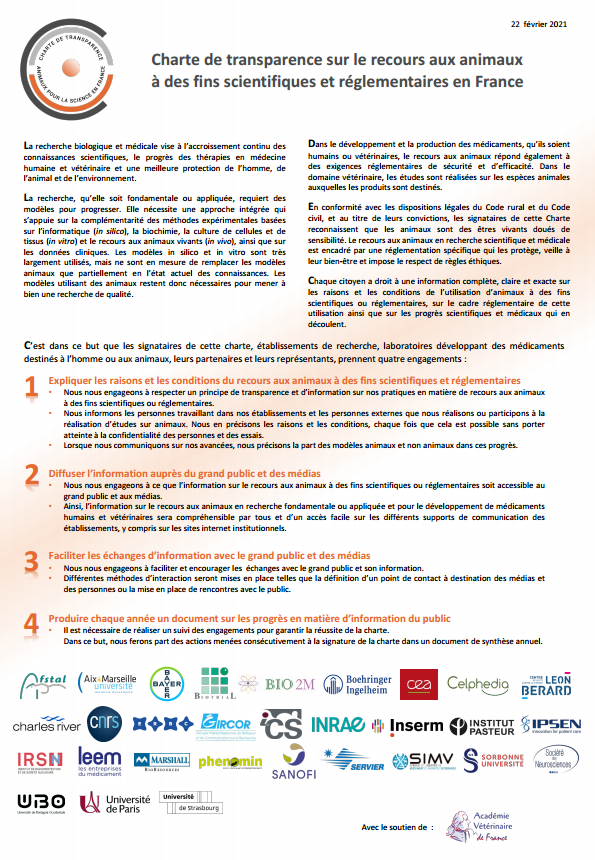 22 février 2021
CHARTE DE TRANSPARENCE
ANIMAUX POUR LA SCIENCE EN FRANCE
Charte de transparence sur le recours aux animaux
à des fins scientifiques et réglementaires en France
La recherche biologique et médicale vise à l'accroissement continu des
connaissances scientifiques, le progrès des thérapies en médecine
humaine et vétérinaire et une meilleure protection de l'homme, de
l'animal et de l'environnement.
La recherche, qu'elle soit fondamentale ou appliquée, requiert des
modèles pour progresser. Elle nécessite une approche intégrée qui
s'appuie sur la complémentarité des méthodes expérimentales basées
sur l'informatique (in silico), la biochimie, la culture de cellules et de
tissus (in vitro) et le recours aux animaux vivants (in vivo), ainsi que sur
les données cliniques. Les modèles in silico et in vitro sont très
largement utilisés, mais ne sont en mesure de remplacer les modèles
animaux que partiellement en l'état actuel des connaissances. Les
modèles utilisant des animaux restent donc nécessaires pour mener à
bien une recherche de qualité.
Dans le développement et la production des médicaments, qu'ils soient
humains ou vétérinaires, le recours aux animaux répond également à
des exigences réglementaires de sécurité et d'efficacité. Dans le
domaine vétérinaire, les études sont réalisées sur les espèces animales
auxquelles les produits sont destinés.
En conformité avec les dispositions légales du Code rural et du Code
civil, et au titre de leurs convictions, les signataires de cette Charte
reconnaissent que les animaux sont des êtres vivants doués de
sensibilité. Le recours aux animaux en recherche scientifique et médicale
est encadré par une réglementation spécifique qui les protège, veille à
leur bien-être et impose le respect de règles éthiques.
Chaque citoyen a droit à une information complète, claire et exacte sur
les raisons et les conditions de l'utilisation d'animaux à des fins
scientifiques ou réglementaires, sur le cadre réglementaire de cette
utilisation ainsi que sur les progrès scientifiques et médicaux qui en
découlent.
C'est dans ce but que les signataires de cette charte, établissements de recherche, laboratoires développant des médicaments
destinés à l'homme ou aux animaux, leurs partenaires et leurs représentants, prennent quatre engagements :
1 Expliquer les raisons et les conditions du recours aux animaux à des fins scientifiques et réglementaires
• Nous nous engageons à respecter un principe de transparence et d'information sur nos pratiques en matière de recours aux animaux
à des fins scientifiques ou réglementaires.
• Nous informons les personnes travaillant dans nos établissements et les personnes externes que nous réalisons ou participons à la
réalisation d'études sur animaux. Nous en précisons les raisons et les conditions, chaque fois que cela est possible sans porter
atteinte à la confidentialité des personnes et des essais.
• Lorsque nous communiquons sur nos avancées, nous précisons la part des modèles animaux et non animaux dans ces progrès.
2 Diffuser l'information auprès du grand public et des médias
• Nous nous engageons à ce que l'information sur le recours aux animaux à des fins scientifiques ou réglementaires soit accessible au
grand public et aux médias.
• Ainsi, l'information sur le recours aux animaux en recherche fondamentale ou appliquée et pour le développement de médicaments
humains et vétérinaires sera compréhensible par tous et d'un accès facile sur les différents supports de communication des
établissements, y compris sur les sites internet institutionnels.
3 Faciliter les échanges d'information avec le grand public et des médias
• Nous nous engageons à faciliter et encourager les échanges avec le grand public et son information.
• Différentes méthodes d'interaction seront mises en place telles que la définition d'un point de contact à destination des médias et
des personnes ou la mise en place de rencontres avec le public.
4 Produire chaque année un document sur les progrès en matière d'information du public
• Il est nécessaire de réaliser un suivi des engagements pour garantir la réussite de la charte.
Dans ce but, nous ferons part des actions menées consécutivement à la signature de la charte dans un document de synthèse annuel.
Afstal
Aix*Marseille
université
BAYER
BAYER
BIOTRIAL
BIO2M
Boehringer
Ingelheim
cea
Celphedia
LEON
BERARD
charles river
cnrs
CIRCOR
ICS
INRAE
Inserm
INSTITUT
PASTEUR
IPSEN
Innovation for patient care
IRSN
leem
les entreprises
du médicament
MARSHALL
BIORESOURCES
phenomin
SANOFI
SERVIER
SIMV
SORBONNE
UNIVERSITÉ
Société
des
Neurosciences
UBO
Université de Bretagne Occidentale
Université
de Paris
Université
de Strasbourg
Avec le soutien de :
Académie
Vétérinaire
de France